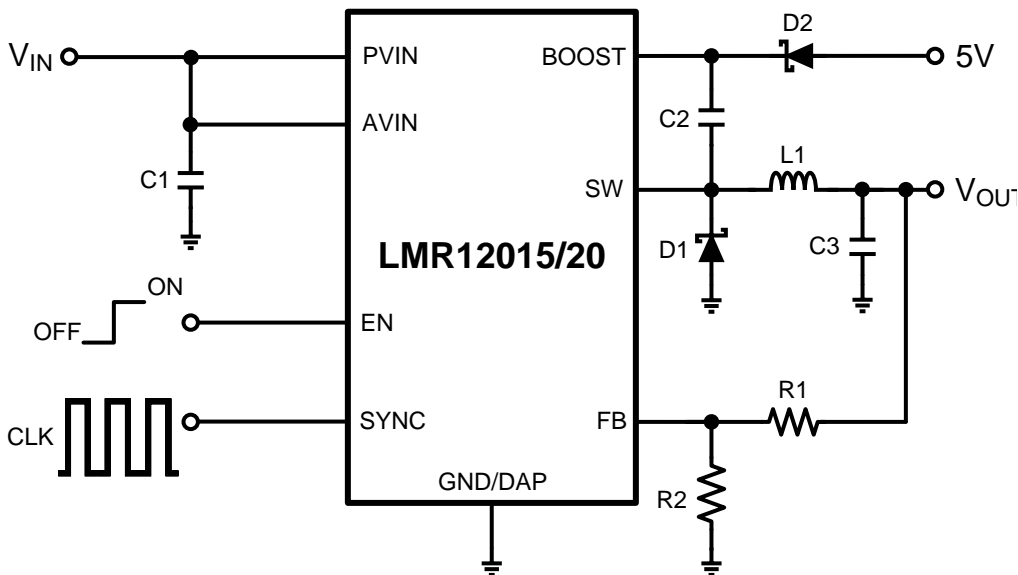 D2
VIN
PVIN
BOOST
5V
AVIN
C2
C1
L1
SW
VOUT
LMR12015/20
D1
C3
ON
OFF
EN
R1
CLK
SYNC
FB
GND/DAP
R2